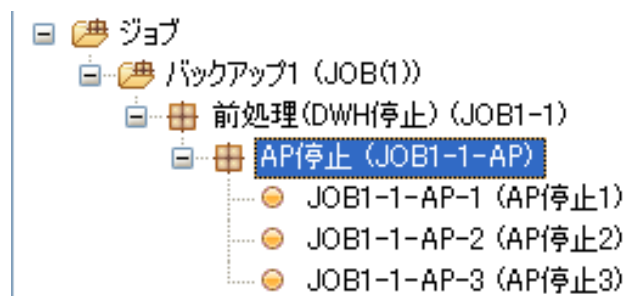 ジョブ
バックアップ1 (JOB(1))
前処理(DWH停止) (JOB1-1)
AP停止 (JOB1-1-AP)
JOB1-1-AP-1 (AP停止1)
JOB1-1-AP-2 (AP停止2)
JOB1-1-AP-3 (AP停止3)